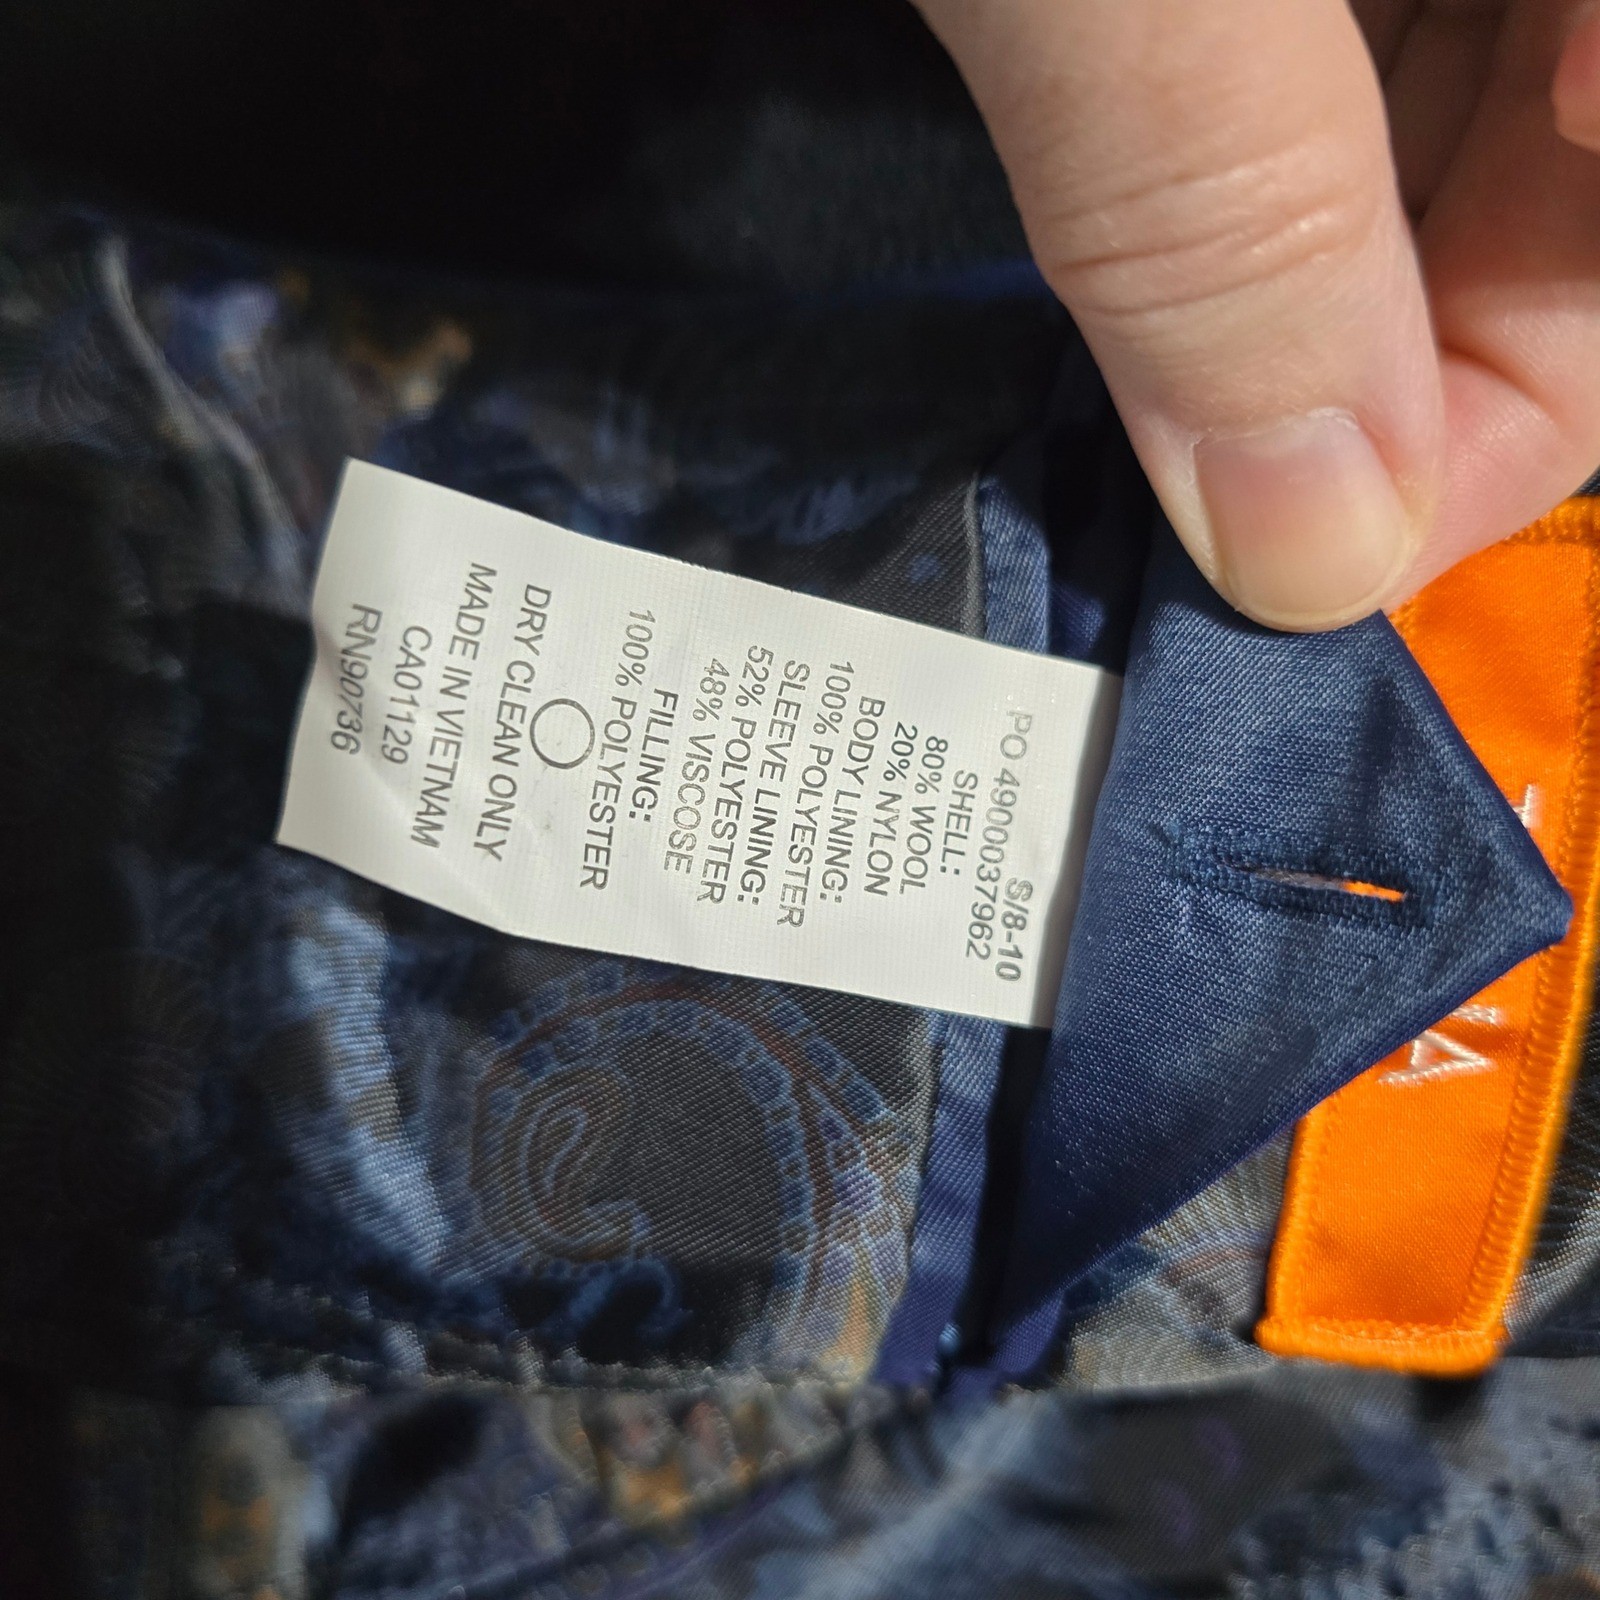 S/8-10
PO 4900037962
SHELL:
80% WOOL
20% NYLON
BODY LINING:
100% POLYESTER
SLEEVE LINING:
52% POLYESTER
48% VISCOSE
FILLING:
100% POLYESTER
DRY CLEAN ONLY
MADE IN VIETNAM
CA01129
RN90736